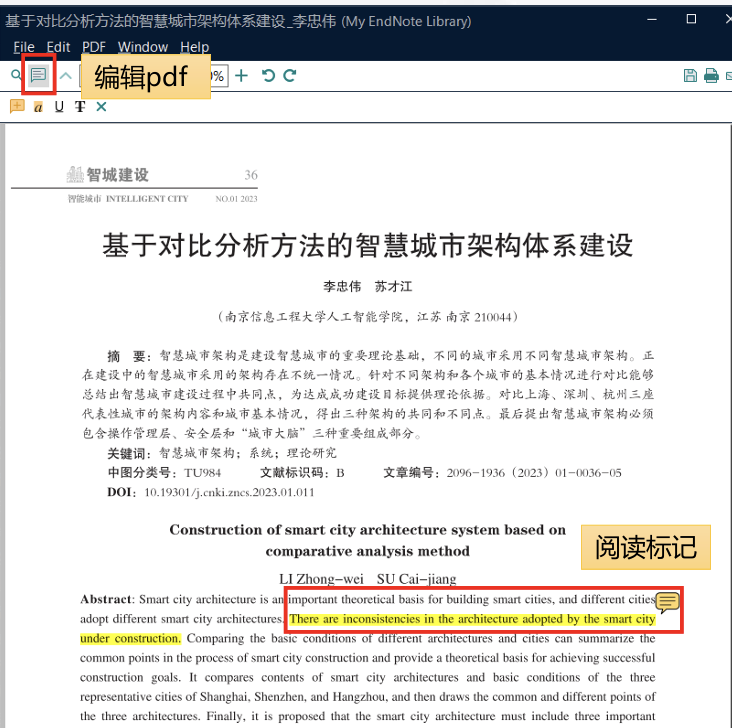 基于对比分析方法的智慧城市架构体系建设_李忠伟 (My EndNote Library)
File Edit PDF Window Help
编辑pdf
0%
a U T
智城建设 36
智能城市 INTELLIGENT CITY NO.01 2023
基于对比分析方法的智慧城市架构体系建设
李忠伟 苏才江
(南京信息工程大学人工智能学院，江苏 南京 210044)
摘 要：智慧城市架构是建设智慧城市的重要理论基础，不同的城市采用不同智慧城市架构。正
在建设中的智慧城市采用的架构存在不统一情况。针对不同架构和各个城市的基本情况进行对比能够
总结出智慧城市建设过程中共同点，为达成成功建设目标提供理论依据。对比上海、深圳、杭州三座
代表性城市的架构内容和城市基本情况，得出三种架构的共同和不同点。最后提出智慧城市架构必须
包含操作管理层、安全层和“城市大脑”三种重要组成部分。
关键词：智慧城市架构；系统；理论研究
中图分类号：TU984 文献标识码：B 文章编号：2096-1936（2023）01-0036-05
DOI：10.19301/j.cnki.zncs.2023.01.011
Construction of smart city architecture system based on
comparative analysis method
阅读标记
LI Zhong-wei SU Cai-jiang
Abstract: Smart city architecture is an important theoretical basis for building smart cities, and different cities
adopt different smart city architectures. There are inconsistencies in the architecture adopted by the smart city
under construction. Comparing the basic conditions of different architectures and cities can summarize the
common points in the process of smart city construction and provide a theoretical basis for achieving successful
construction goals. It compares contents of smart city architectures and basic conditions of the three
representative cities of Shanghai, Shenzhen, and Hangzhou, and then draws the common and different points of
the three architectures. Finally, it is proposed that the smart city architecture must include three important